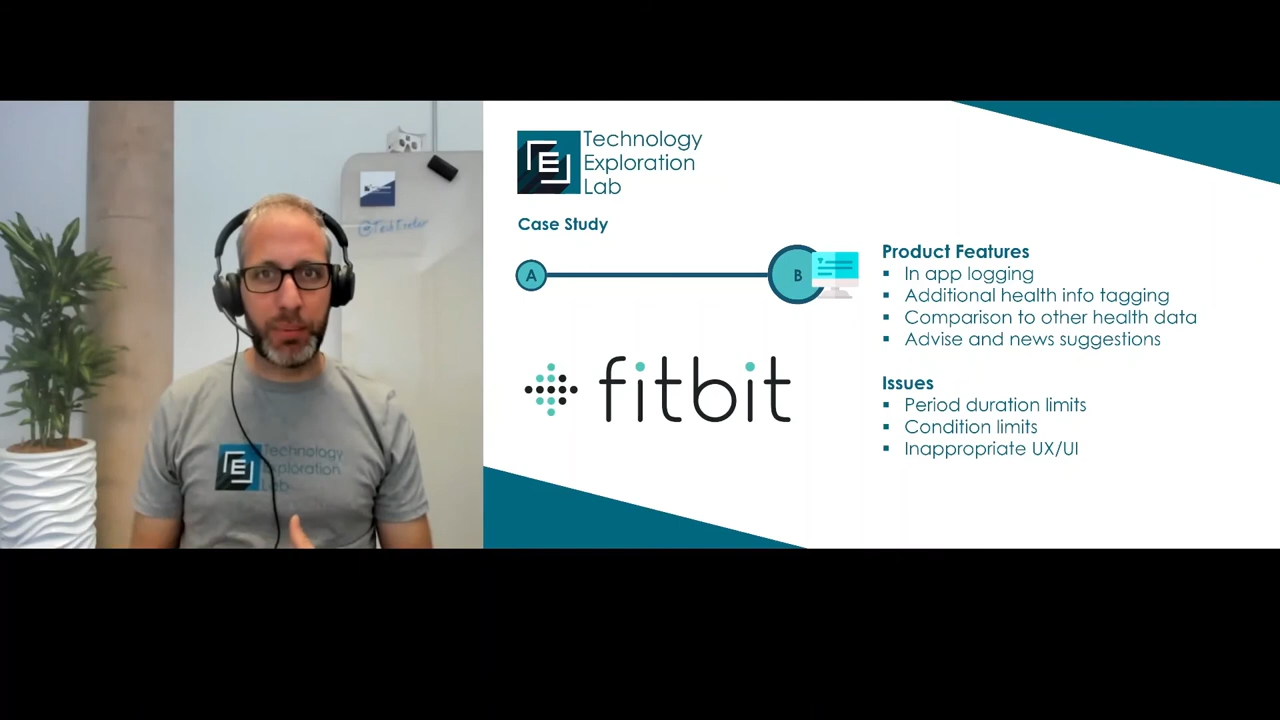 Technology
Exploration
Lab
Case Study
A
B
Product Features
▪ In app logging
▪ Additional health info tagging
▪ Comparison to other health data
▪ Advise and news suggestions
fitbit
Issues
▪ Period duration limits
▪ Condition limits
▪ Inappropriate UX/UI
Technology
Exploration
Lab